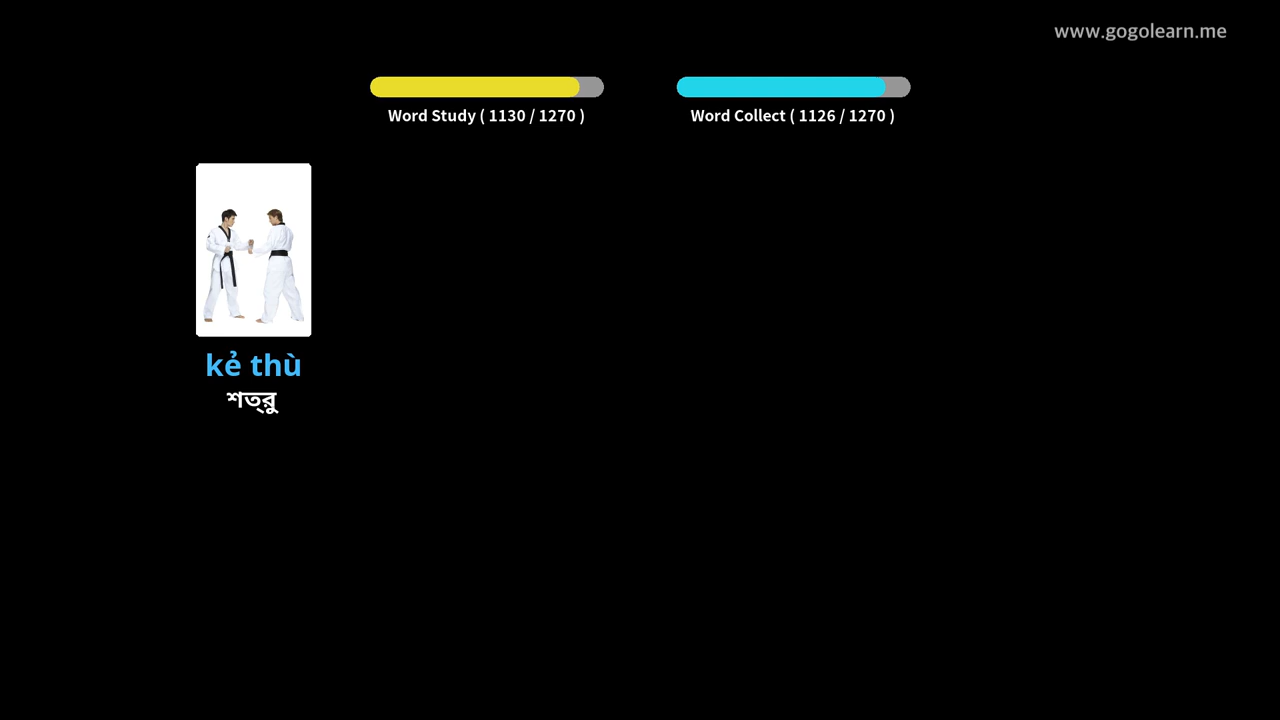 www.gogolearn.me
Word Study ( 1130 / 1270 )
Word Collect ( 1126 / 1270 )
kẻ thù
শত্রু